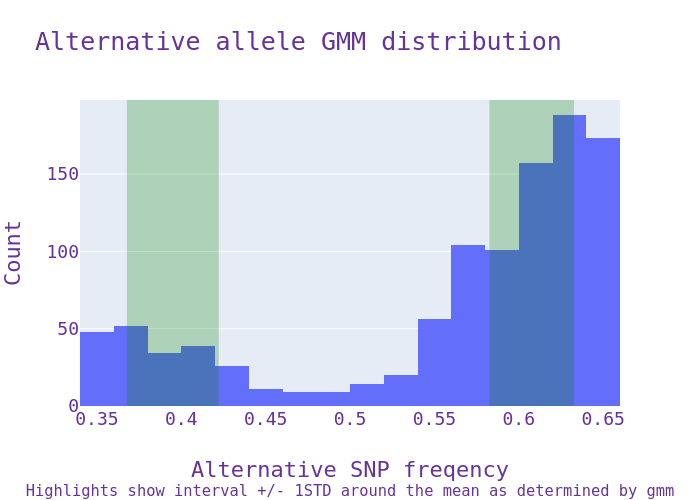 Alternative allele GMM distribution
Count
150
100
50
0
0.35 0.4 0.45 0.5 0.55 0.6 0.65
Alternative SNP freqency
Highlights show interval +/- 1STD around the mean as determined by gmm